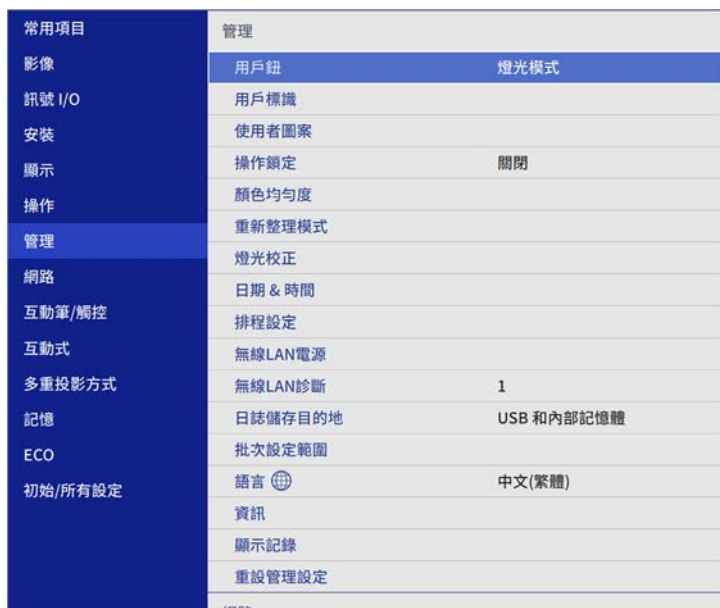 常用項目
影像
訊號 I/O
安裝
顯示
操作
管理
網路
互動筆/觸控
互動式
多重投影方式
記憶
ECO
初始/所有設定
管理
用戶鈕 燈光模式
用戶標識
使用者圖案
操作鎖定 關閉
顏色均勻度
重新整理模式
燈光校正
日期 & 時間
排程設定
無線LAN電源
無線LAN診斷 1
日誌儲存目的地 USB 和內部記憶體
批次設定範圍
語言 中文(繁體)
資訊
顯示記錄
重設管理設定